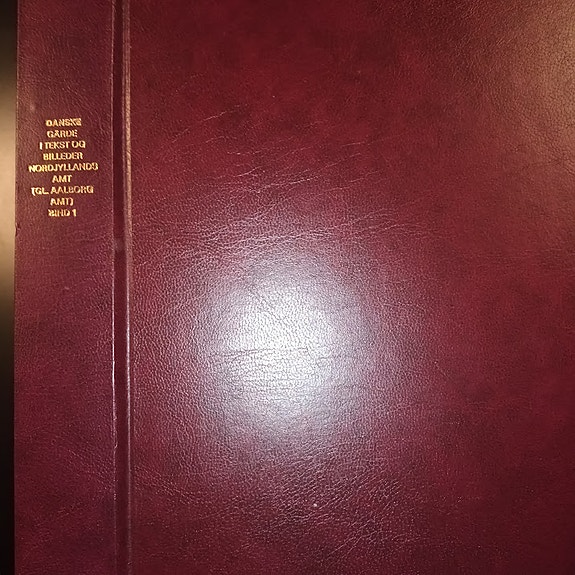 DANSKE
GÅRDE
I TEKST OG
BILLEDER
NORDJYLLANDS
AMT
(GL. AALBORG
AMT)
BIND 1